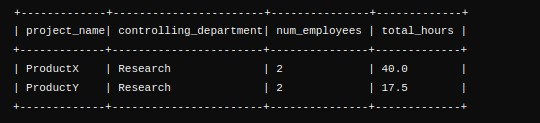 +-------------+-----------------------+---------------+-------------+
| project_name| controlling_department| num_employees | total_hours |
+-------------+-----------------------+---------------+-------------+
| ProductX    | Research              | 2             | 40.0        |
| ProductY    | Research              | 2             | 17.5        |
+-------------+-----------------------+---------------+-------------+